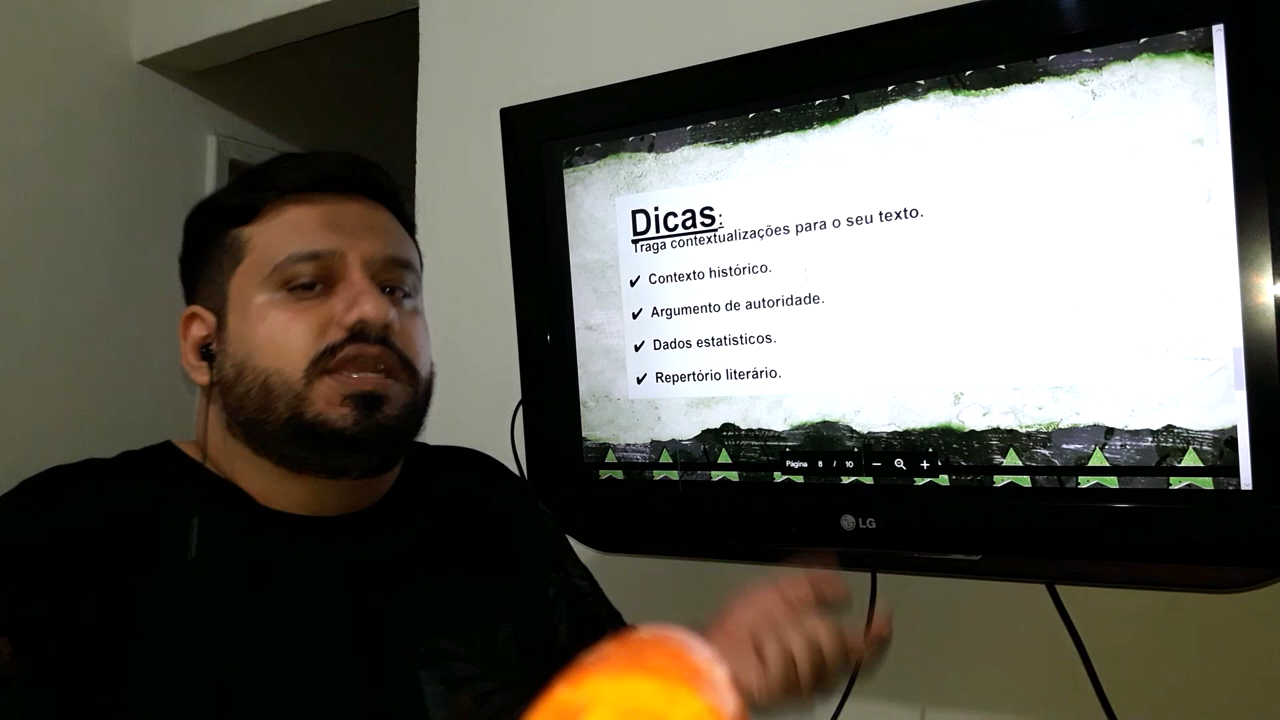 Dicas:
Traga contextualizações para o seu texto.
✔ Contexto histórico.
✔ Argumento de autoridade.
✔ Dados estatísticos.
✔ Repertório literário.
Página 8 / 10
LG